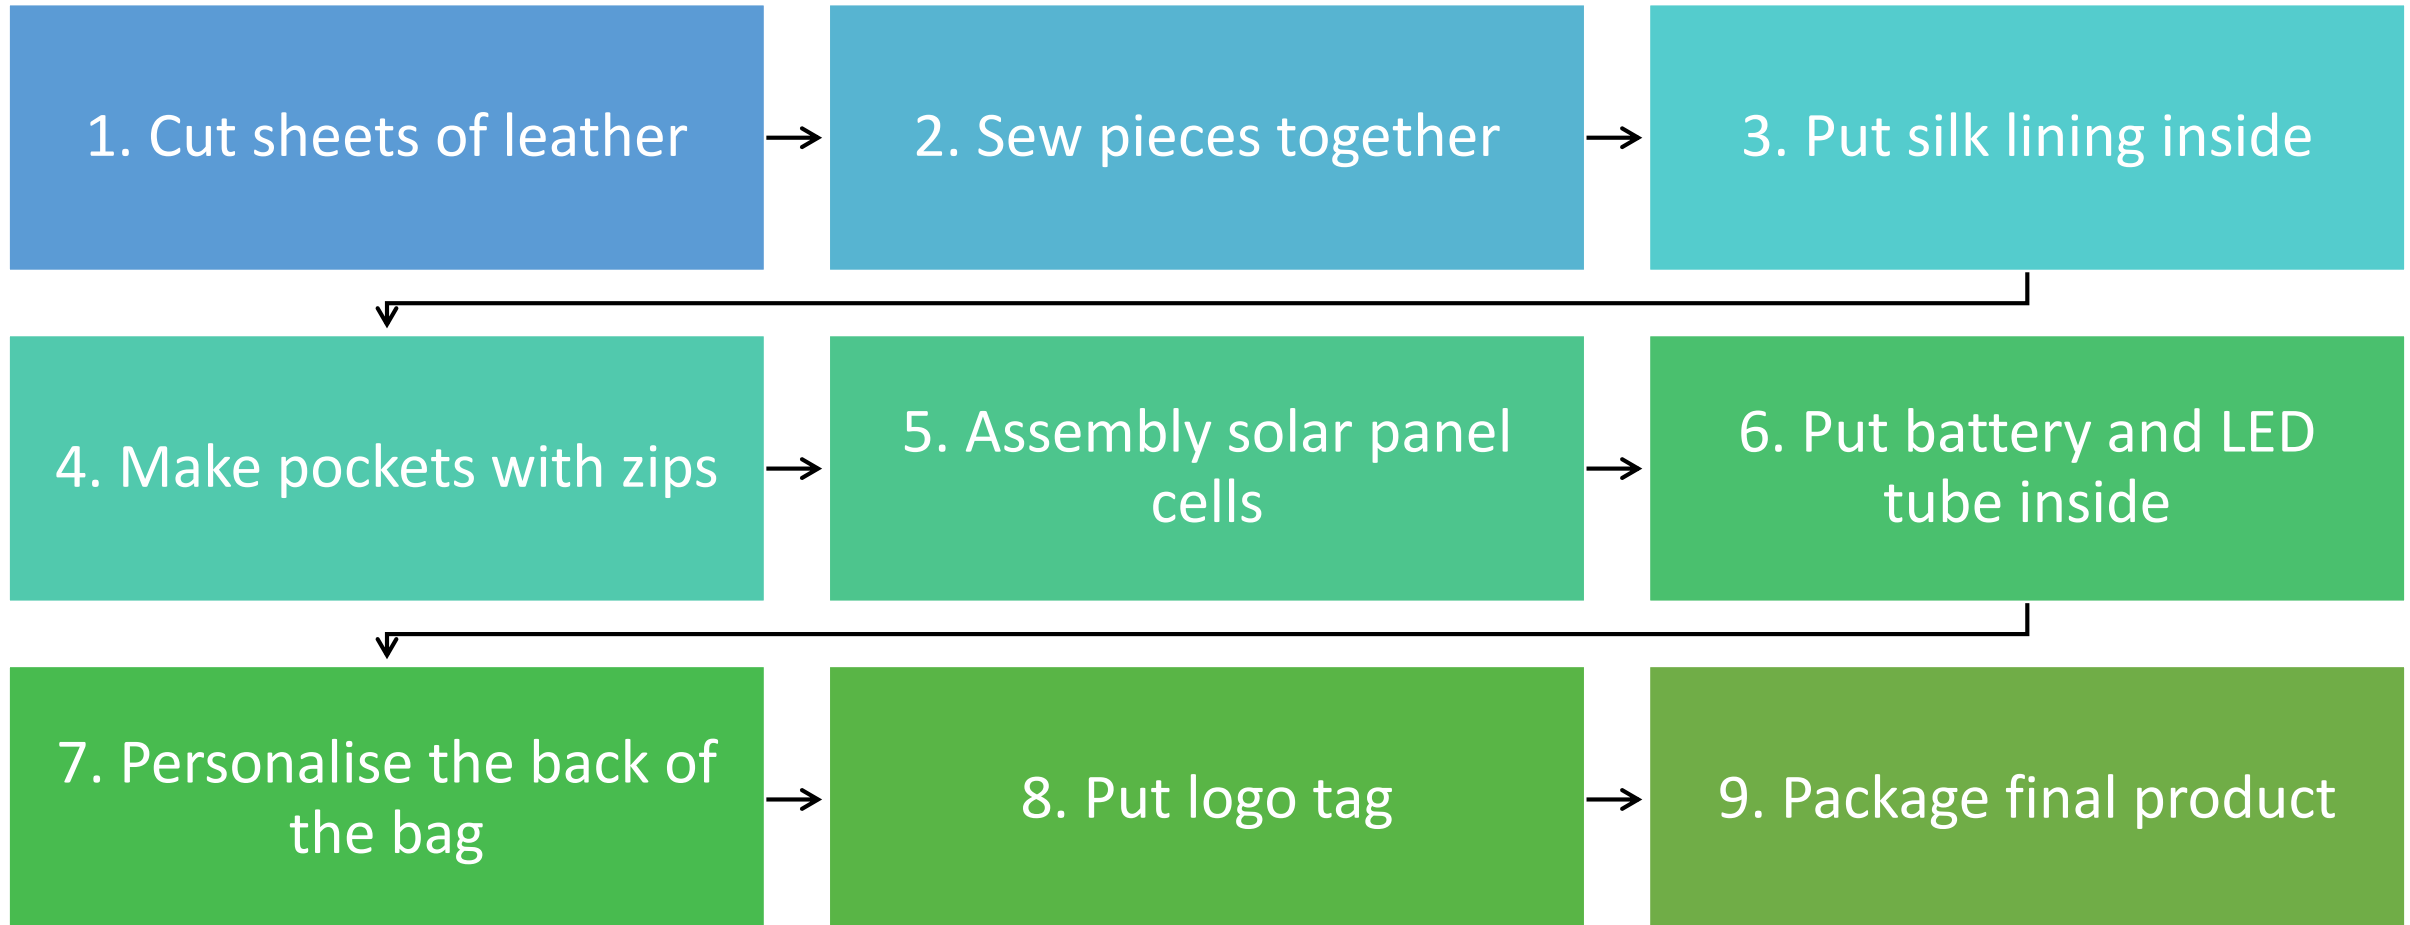 1. Cut sheets of leather
2. Sew pieces together
3. Put silk lining inside
4. Make pockets with zips
5. Assembly solar panel
cells
6. Put battery and LED
tube inside
7. Personalise the back of
the bag
8. Put logo tag
9. Package final product